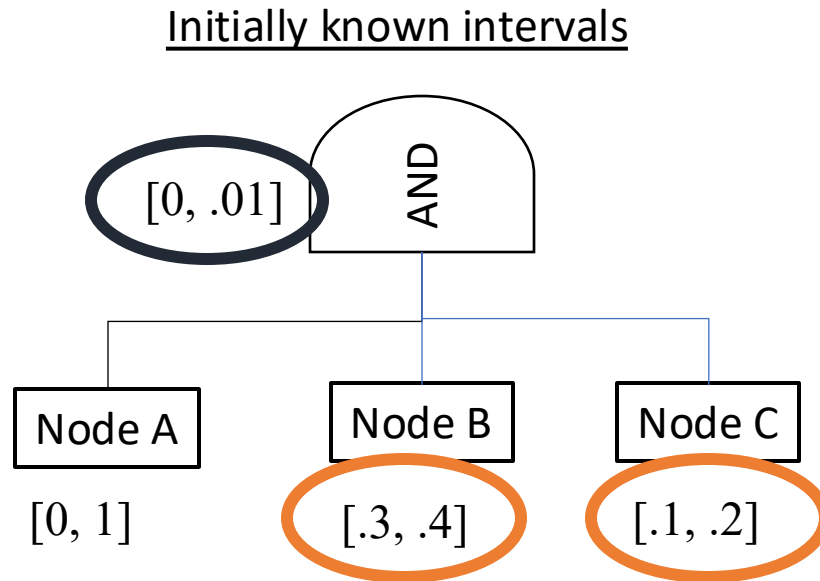 Initially known intervals
[0, .01]
AND
Node A
Node B
Node C
[0, 1]
[.3, .4]
[.1, .2]